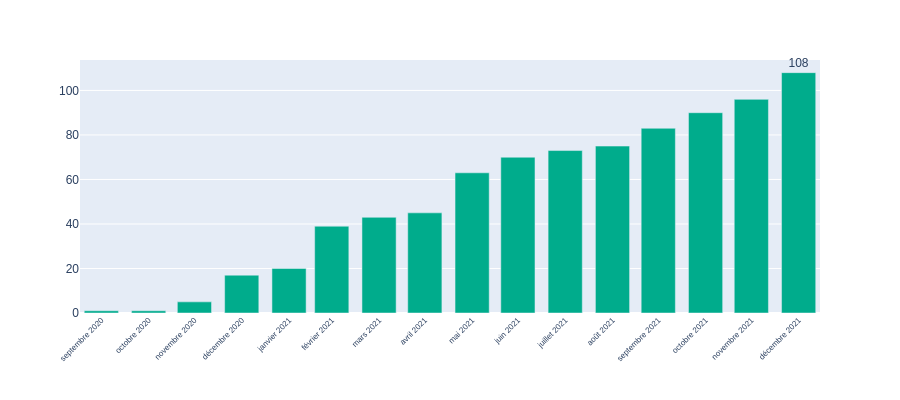 108
100
80
60
40
20
0
septembre 2020
octobre 2020
novembre 2020
décembre 2020
janvier 2021
février 2021
mars 2021
avril 2021
mai 2021
juin 2021
juillet 2021
août 2021
septembre 2021
octobre 2021
novembre 2021
décembre 2021